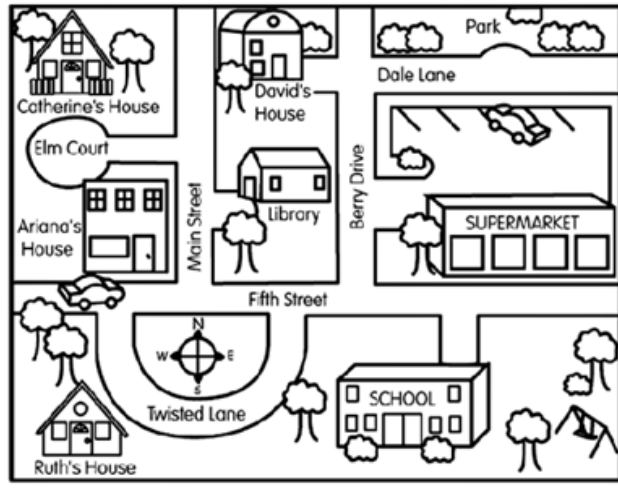 Park
Dale Lane
Catherine's House
David's
House
Elm Court
Main Street
Library
Berry Drive
Ariana's
House
SUPERMARKET
Fifth Street
N
W
E
S
SCHOOL
Twisted Lane
Ruth's House